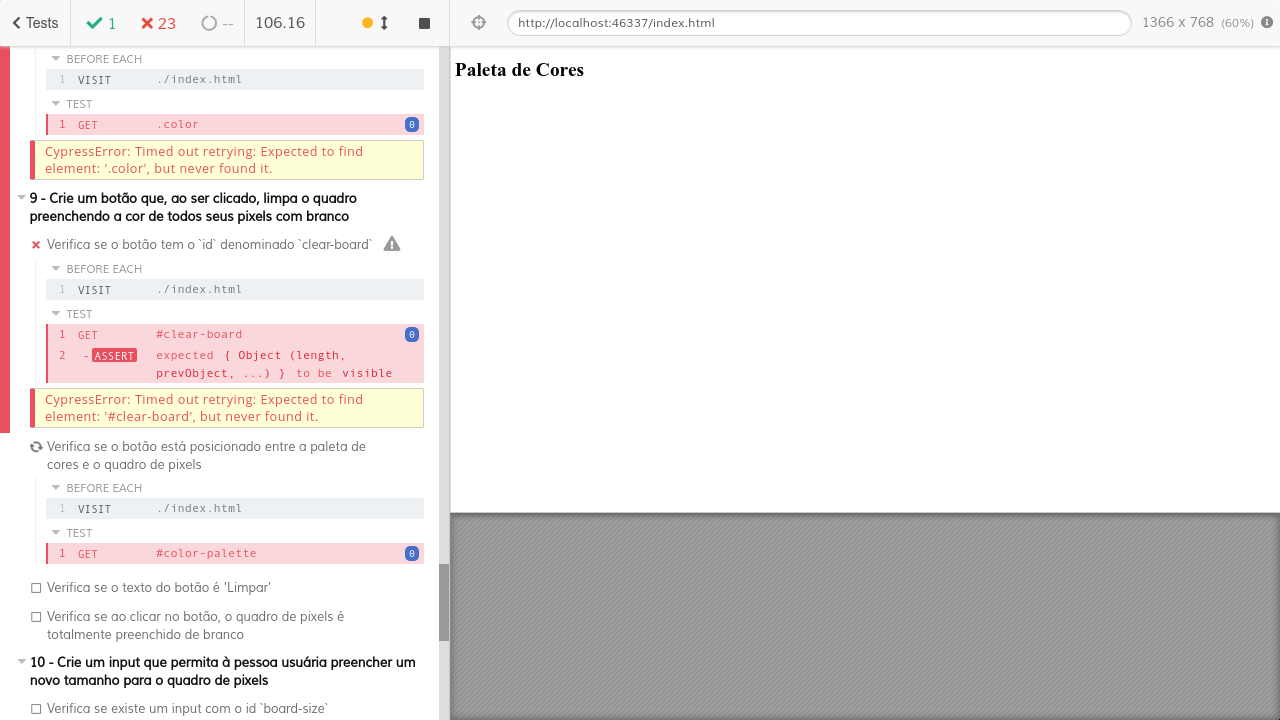 Tests 1 23 -- 106.16 http://localhost:46337/index.html 1366 x 768 (60%)
BEFORE EACH
1 VISIT ./index.html
TEST
1 GET .color 0
CypressError: Timed out retrying: Expected to find
element: '.color', but never found it.
9 - Crie um botão que, ao ser clicado, limpa o quadro
preenchendo a cor de todos seus pixels com branco
Verifica se o botão tem o `id` denominado `clear-board`
BEFORE EACH
1 VISIT ./index.html
TEST
1 GET #clear-board 0
2 -ASSERT expected { Object (length,
prevObject, ...) } to be visible
CypressError: Timed out retrying: Expected to find
element: '#clear-board', but never found it.
Verifica se o botão está posicionado entre a paleta de
cores e o quadro de pixels
BEFORE EACH
1 VISIT ./index.html
TEST
1 GET #color-palette 0
Verifica se o texto do botão é 'Limpar'
Verifica se ao clicar no botão, o quadro de pixels é
totalmente preenchido de branco
10 - Crie um input que permita à pessoa usuária preencher um
novo tamanho para o quadro de pixels
Verifica se existe um input com o id `board-size`
Paleta de Cores